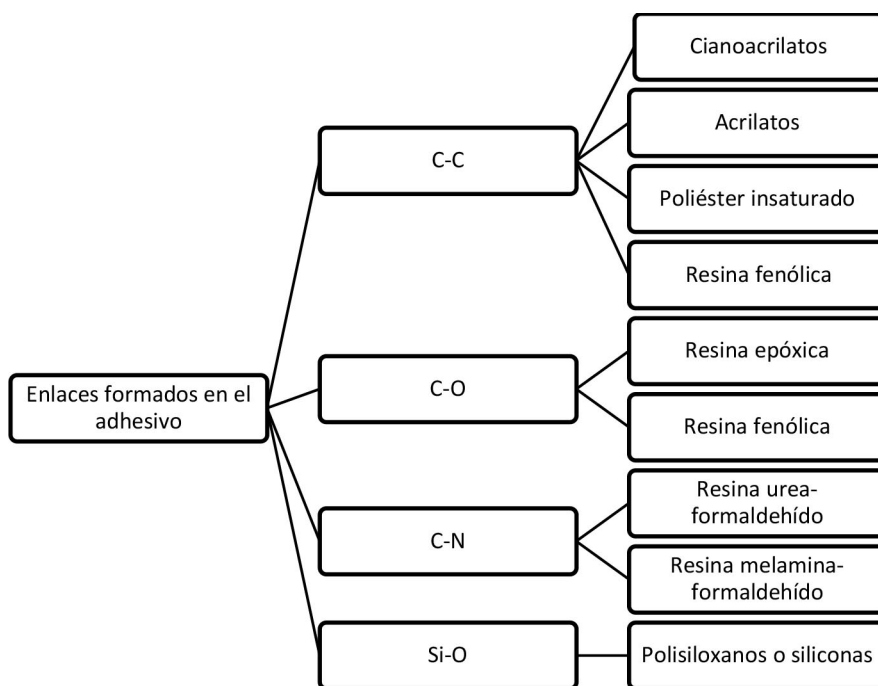 Enlaces formados en el
adhesivo
C-C
Cianoacrilatos
Acrilatos
Poliéster insaturado
Resina fenólica
C-O
Resina epóxica
Resina fenólica
C-N
Resina urea-
formaldehído
Resina melamina-
formaldehído
Si-O
Polisiloxanos o siliconas